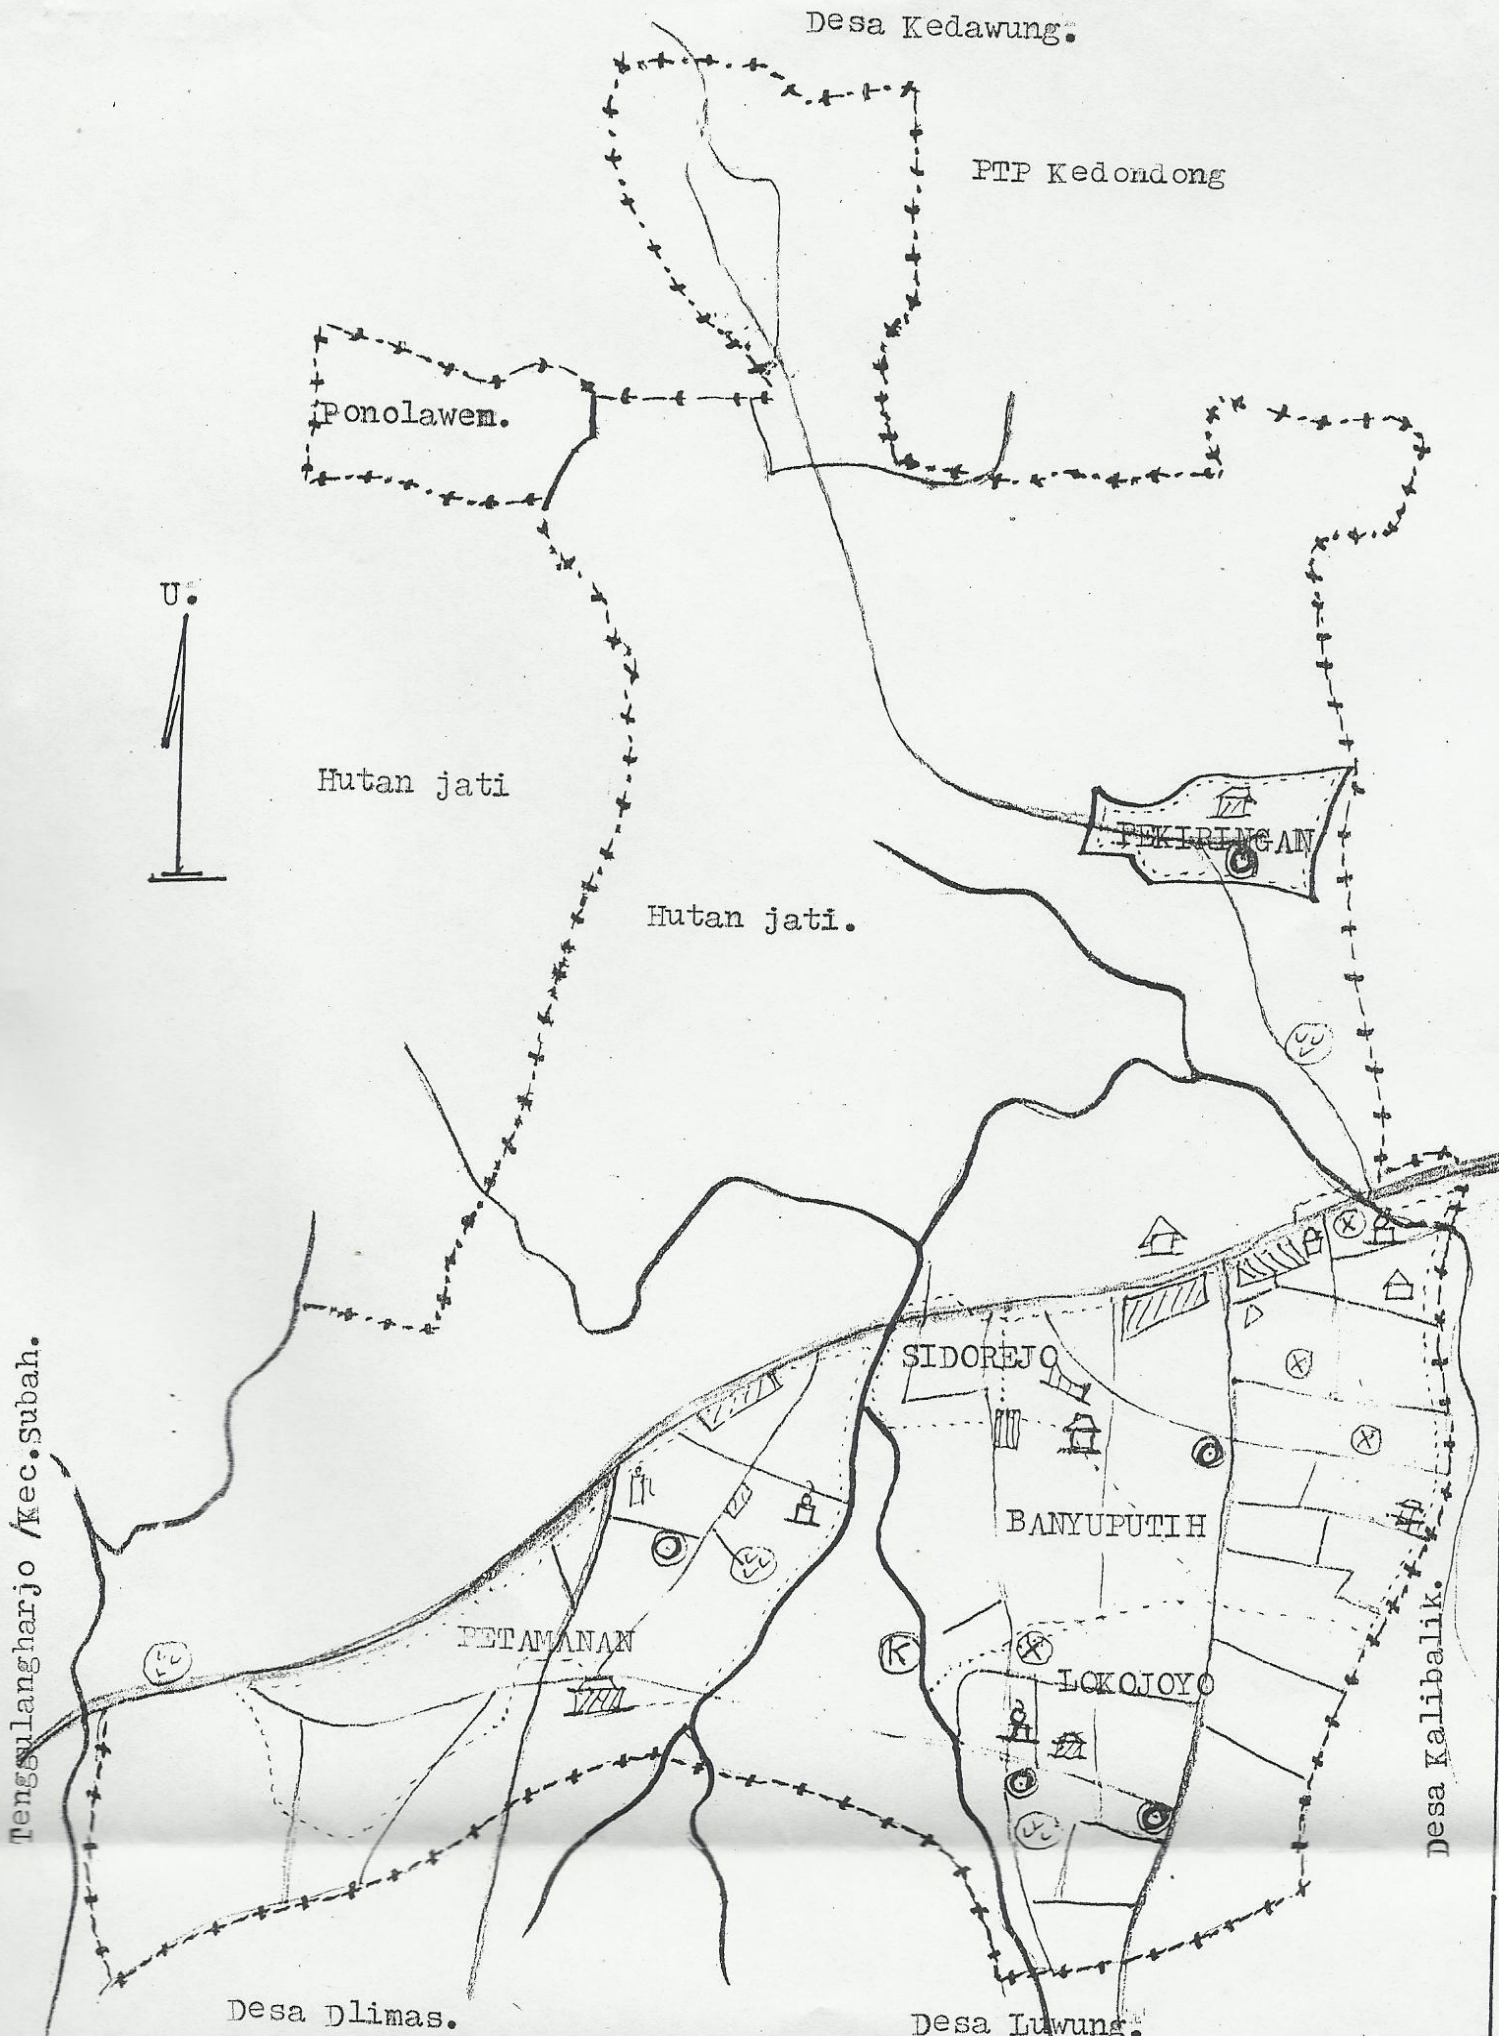 Desa Kedawung.
PTP Kedondong
Ponolawen.
U.
Hutan jati
PEKIRINGAN
Hutan jati.
SIDOREJO
BANYUPUTIH
PETAMANAN
K
LOKOJOYO
Tenggulangharjo /Kec.subah.
Desa Kalibalik.
Desa Dlimas.
Desa Luwung.